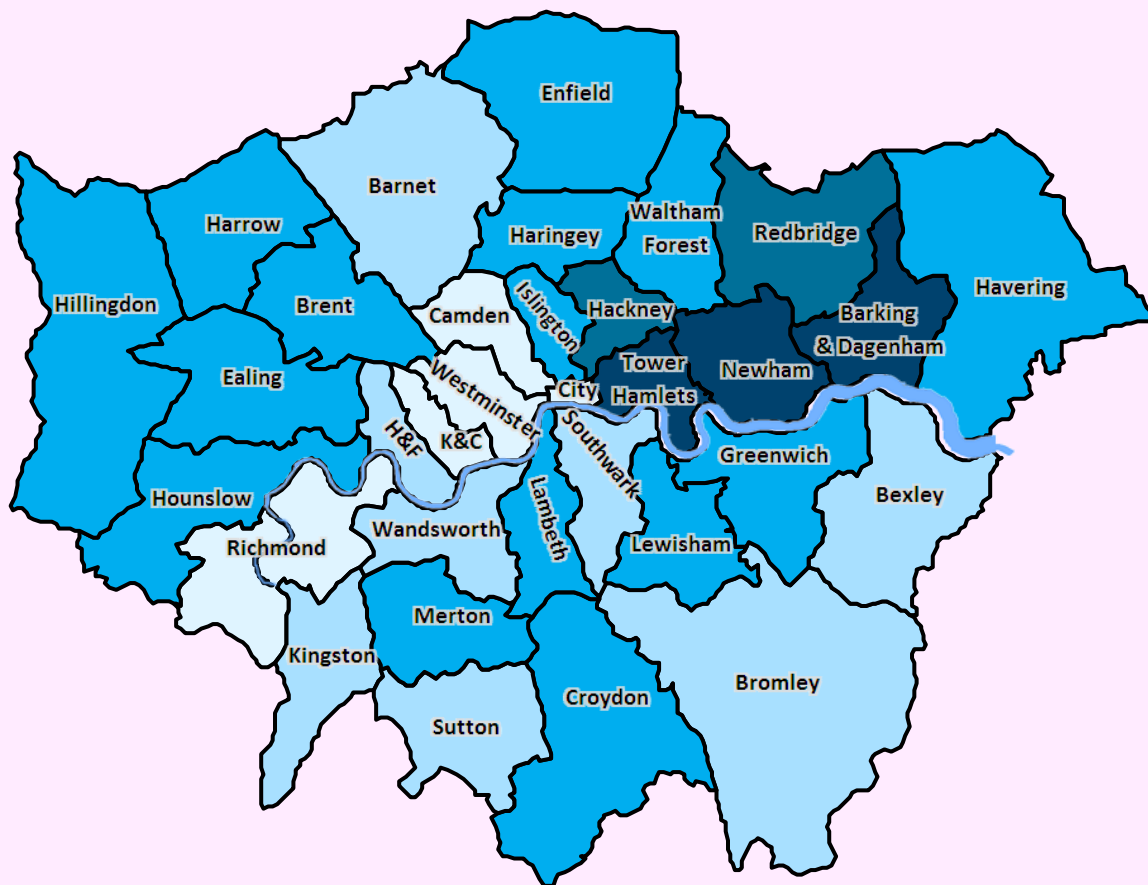 Enfield
Barnet
Waltham
Forest
Harrow
Haringey
Redbridge
Hillingdon
Brent
Islington
Hackney
Havering
Camden
Barking
& Dagenham
Ealing
Westminster
Tower
Hamlets
Newham
City
H&F
K&C
Southwark
Greenwich
Hounslow
Bexley
Richmond
Wandsworth
Lambeth
Lewisham
Merton
Kingston
Croydon
Bromley
Sutton